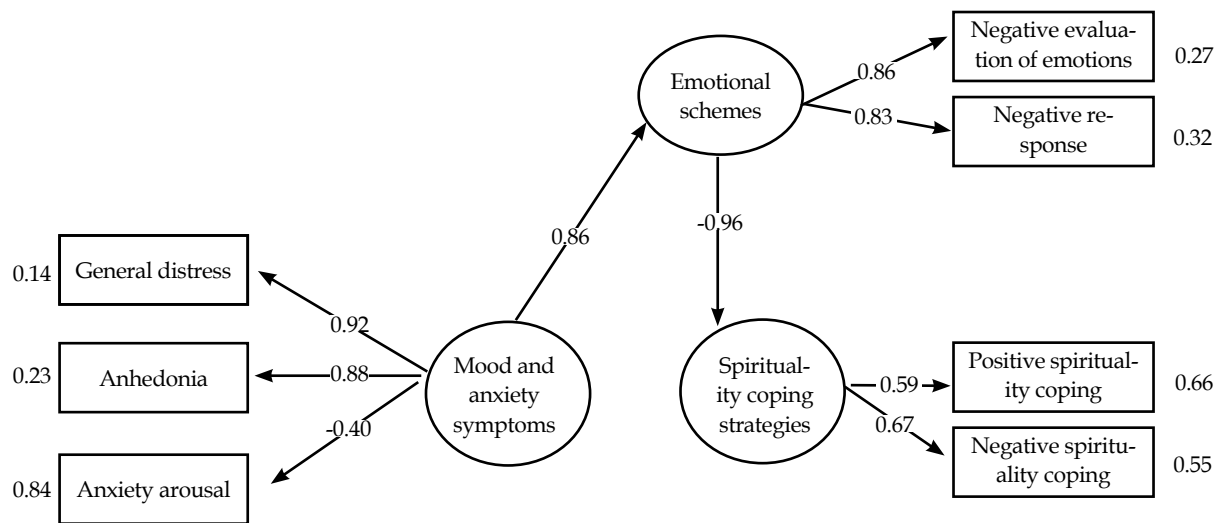 Negative evalua-
tion of emotions
0.27
Emotional
schemes
0.86
0.83
Negative re-
sponse
0.32
-0.96
0.86
0.14
General distress
0.92
0.23
Anhedonia
0.88
Mood and
anxiety
symptoms
-0.40
0.84
Anxiety arousal
Spiritual-
ity coping
strategies
0.59
Positive spiritual-
ity coping
0.66
0.67
Negative spiritu-
ality coping
0.55